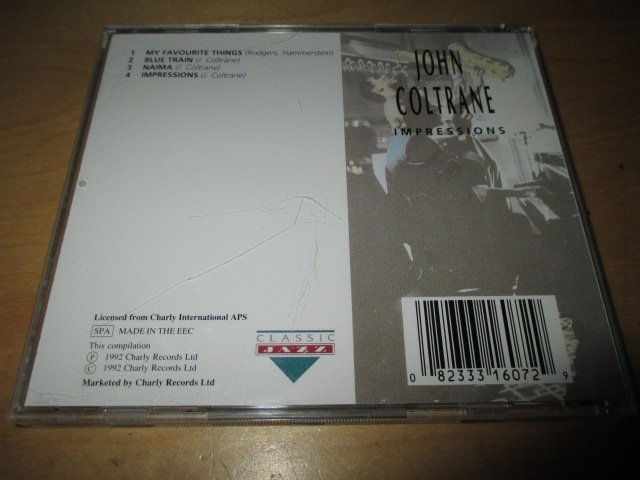 1 MY FAVOURITE THINGS (Rodgers, Hammerstein)
2 BLUE TRAIN (J. Coltrane)
3 NAIMA (J. Coltrane)
4 IMPRESSIONS (J. Coltrane)
JOHN
COLTRANE
IMPRESSIONS
Licensed from Charly International APS
SPA MADE IN THE EEC
This compilation
P 1992 Charly Records Ltd
C 1992 Charly Records Ltd
Marketed by Charly Records Ltd
CLASSIC
JAZZ
0 82333 16072 9